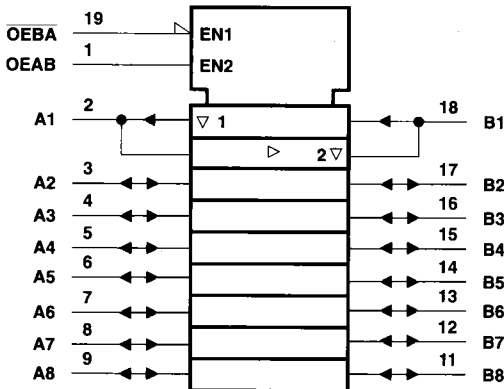 OEBA 19 EN1
OEAB 1 EN2
A1 2 1 18 B1
2
A2 3 17 B2
A3 4 16 B3
A4 5 15 B4
A5 6 14 B5
A6 7 13 B6
A7 8 12 B7
A8 9 11 B8